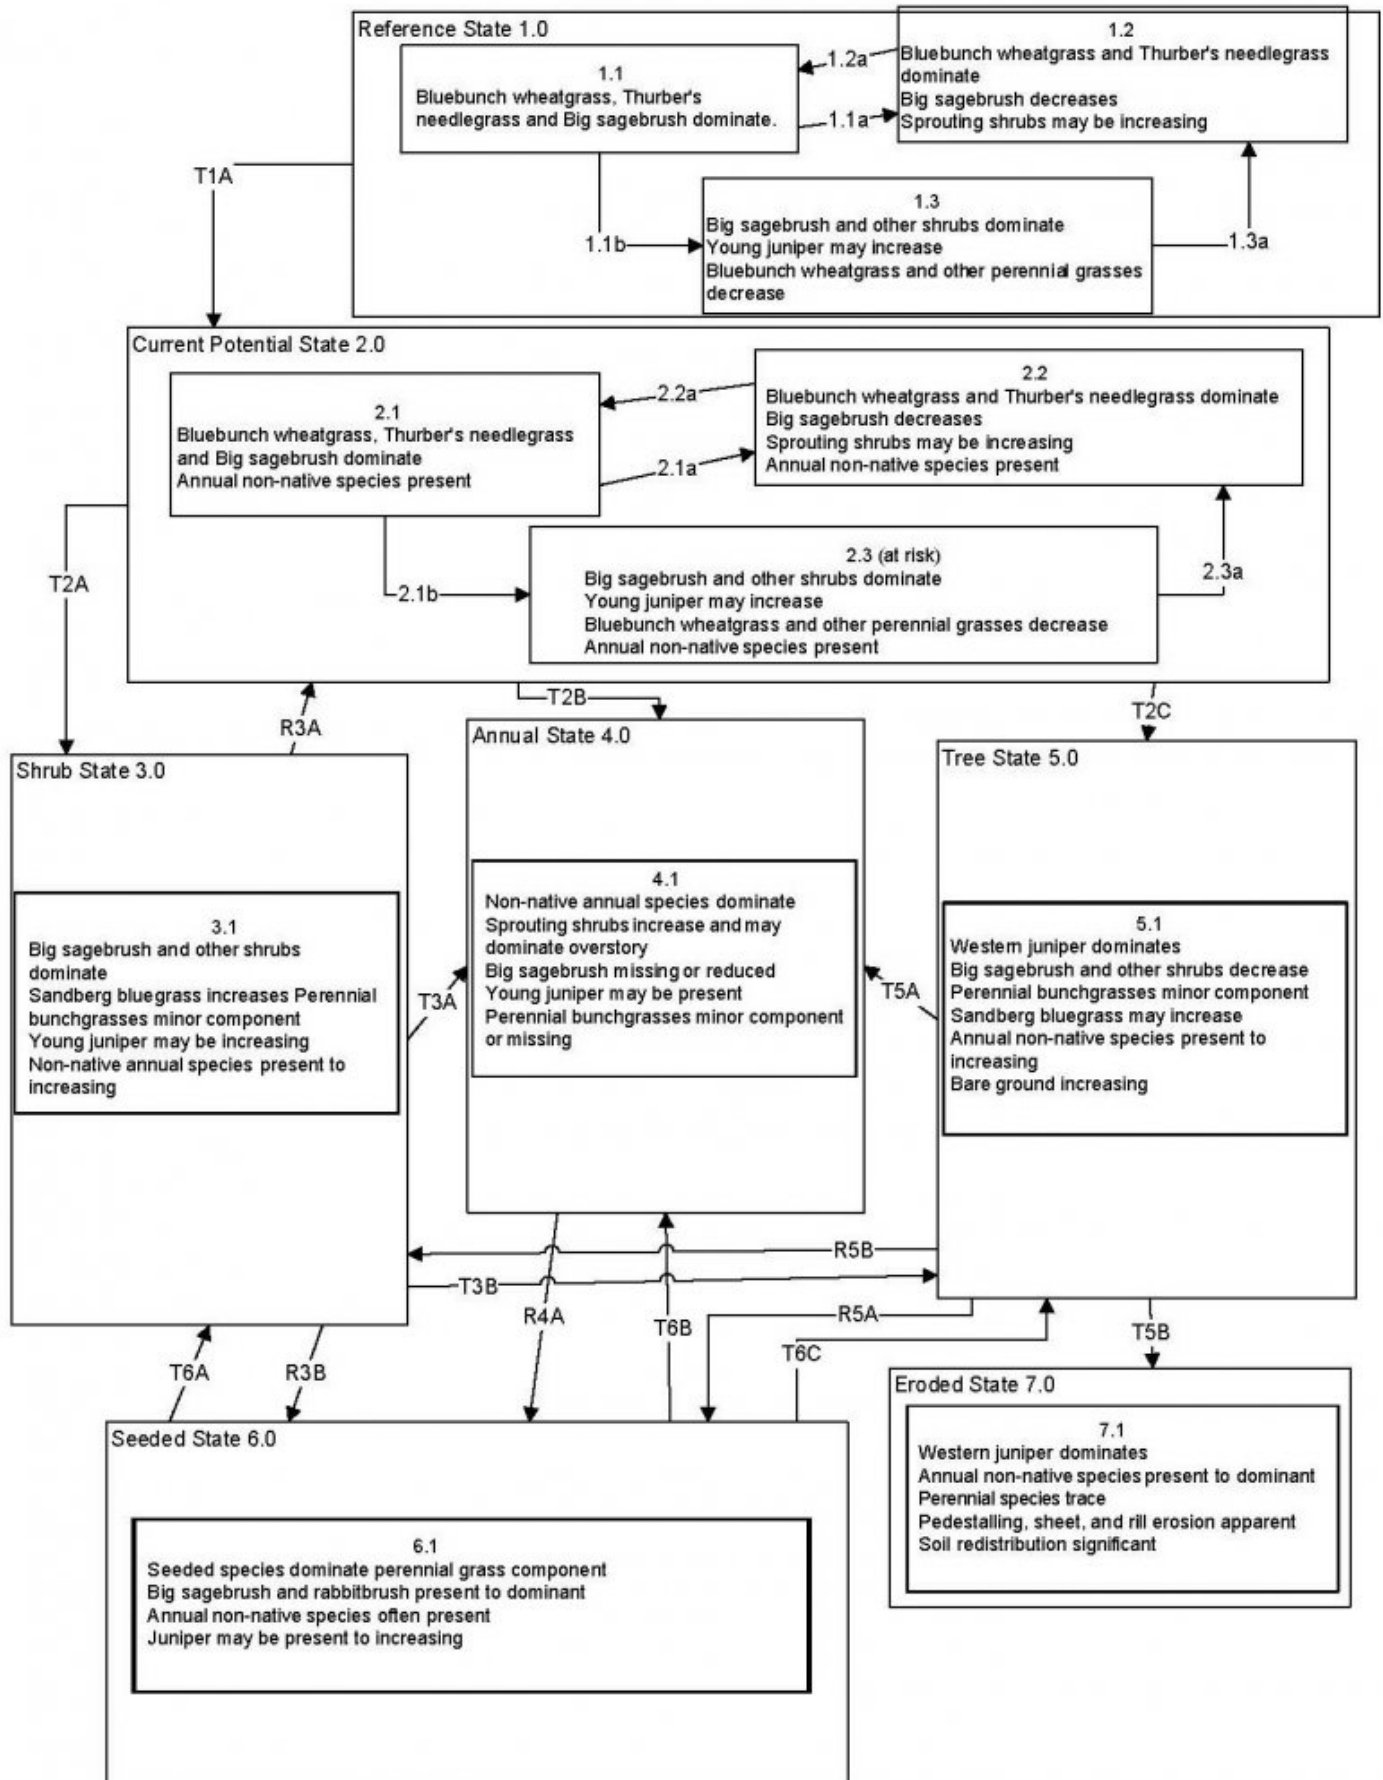 Reference State 1.0
1.1
Bluebunch wheatgrass, Thurber's
needlegrass and Big sagebrush dominate.
1.2a
1.1a
1.2
Bluebunch wheatgrass and Thurber's needlegrass
dominate
Big sagebrush decreases
Sprouting shrubs may be increasing
T1A
1.1b
1.3
Big sagebrush and other shrubs dominate
Young juniper may increase
Bluebunch wheatgrass and other perennial grasses
decrease
1.3a
Current Potential State 2.0
2.1
Bluebunch wheatgrass, Thurber's needlegrass
and Big sagebrush dominate
Annual non-native species present
2.2a
2.1a
2.2
Bluebunch wheatgrass and Thurber's needlegrass dominate
Big sagebrush decreases
Sprouting shrubs may be increasing
Annual non-native species present
T2A
2.1b
2.3 (at risk)
Big sagebrush and other shrubs dominate
Young juniper may increase
Bluebunch wheatgrass and other perennial grasses decrease
Annual non-native species present
2.3a
R3A
T2B
T2C
Shrub State 3.0
3.1
Big sagebrush and other shrubs
dominate
Sandberg bluegrass increases Perennial
bunchgrasses minor component
Young juniper may be increasing
Non-native annual species present to
increasing
T3A
Annual State 4.0
4.1
Non-native annual species dominate
Sprouting shrubs increase and may
dominate overstory
Big sagebrush missing or reduced
Young juniper may be present
Perennial bunchgrasses minor component
or missing
T5A
Tree State 5.0
5.1
Western juniper dominates
Big sagebrush and other shrubs decrease
Perennial bunchgrasses minor component
Sandberg bluegrass may increase
Annual non-native species present to
increasing
Bare ground increasing
R5B
T3B
T6A
R3B
R4A
T6B
R5A
T6C
T5B
Seeded State 6.0
6.1
Seeded species dominate perennial grass component
Big sagebrush and rabbitbrush present to dominant
Annual non-native species often present
Juniper may be present to increasing
Eroded State 7.0
7.1
Western juniper dominates
Annual non-native species present to dominant
Perennial species trace
Pedestalling, sheet, and rill erosion apparent
Soil redistribution significant